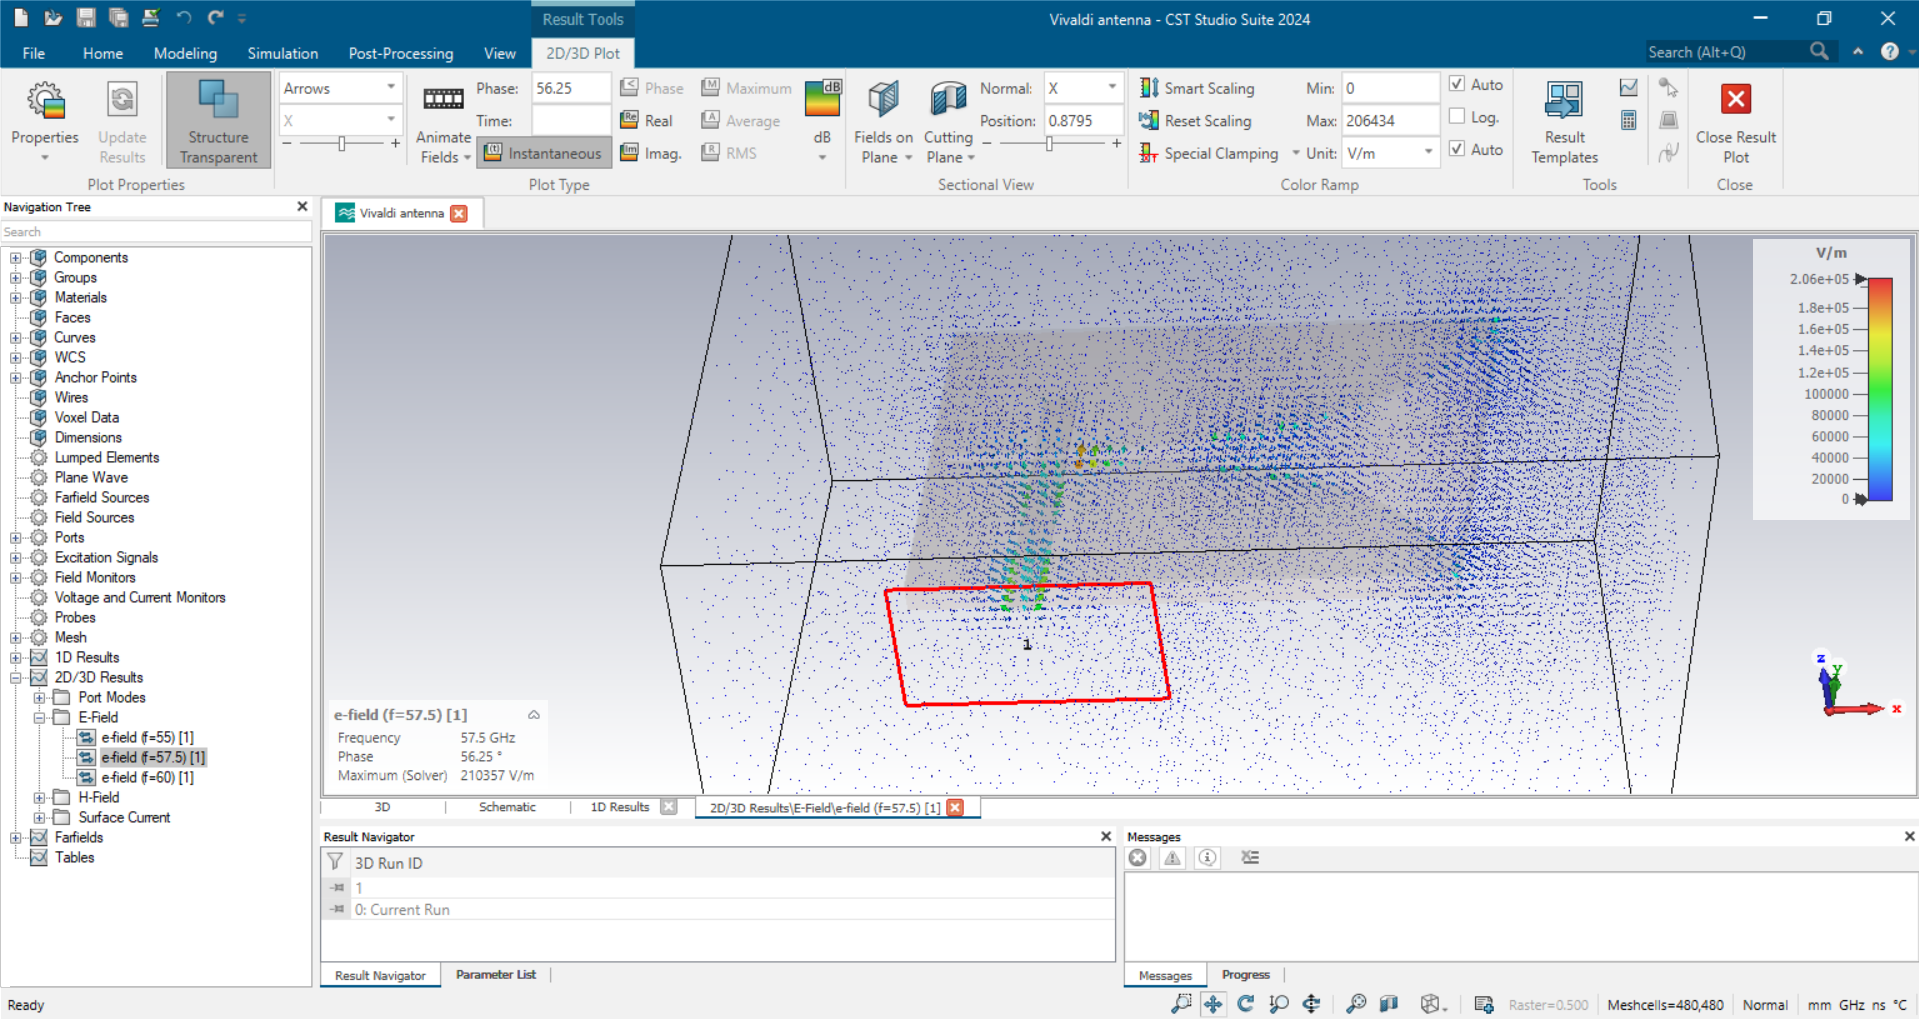 Result Tools
Vivaldi antenna - CST Studio Suite 2024
File Home Modeling Simulation Post-Processing View 2D/3D Plot
Search (Alt+Q)
Properties
Update Results
Structure Transparent
Plot Properties
Arrows
X
Animate Fields
Phase: 56.25
Time:
Instantaneous
Phase
Real
Imag.
Maximum
Average
RMS
dB
dB
Plot Type
Fields on Plane
Cutting Plane
Normal: X
Position: 0.8795
Sectional View
Smart Scaling
Reset Scaling
Special Clamping
Min: 0
Max: 206434
Unit: V/m
Auto
Log.
Auto
Color Ramp
Result Templates
Tools
Close Result Plot
Close
Navigation Tree
Search
Components
Groups
Materials
Faces
Curves
WCS
Anchor Points
Wires
Voxel Data
Dimensions
Lumped Elements
Plane Wave
Farfield Sources
Field Sources
Ports
Excitation Signals
Field Monitors
Voltage and Current Monitors
Probes
Mesh
1D Results
2D/3D Results
Port Modes
E-Field
e-field (f=55) [1]
e-field (f=57.5) [1]
e-field (f=60) [1]
H-Field
Surface Current
Farfields
Tables
Vivaldi antenna
V/m
2.06e+05
1.8e+05
1.6e+05
1.4e+05
1.2e+05
100000
80000
60000
40000
20000
0
1
z
y
x
e-field (f=57.5) [1]
Frequency 57.5 GHz
Phase 56.25 °
Maximum (Solver) 210357 V/m
3D Schematic 1D Results 2D/3D Results\E-Field\e-field (f=57.5) [1]
Result Navigator
3D Run ID
1
0: Current Run
Result Navigator Parameter List
Messages
Messages Progress
Ready
Raster=0.500 Meshcells=480,480 Normal mm GHz ns °C